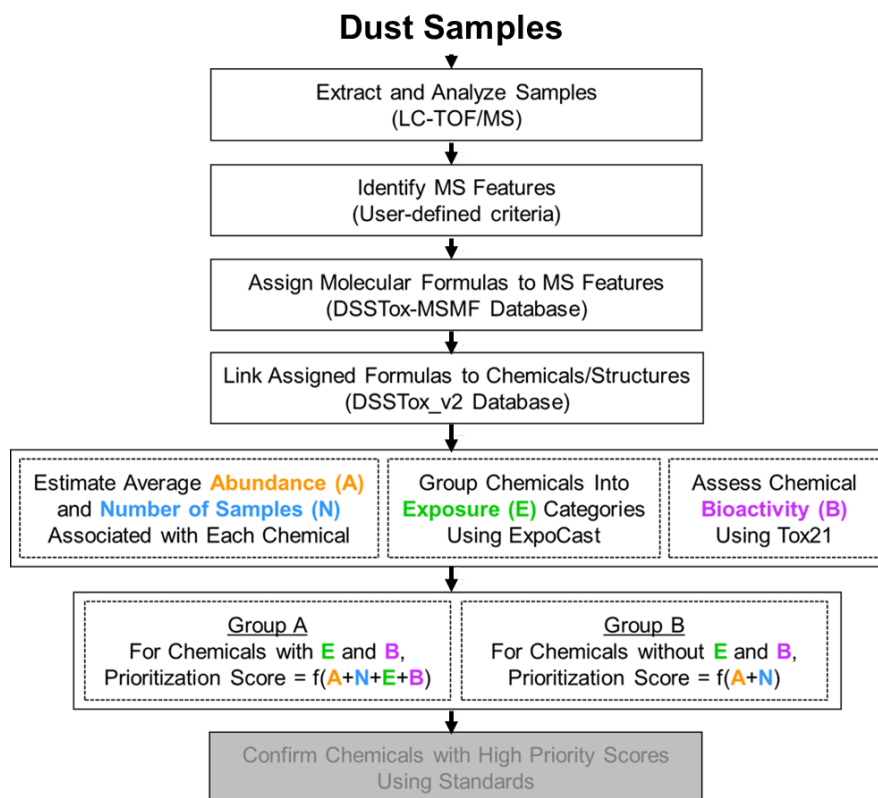 Dust Samples
Extract and Analyze Samples
(LC-TOF/MS)
Identify MS Features
(User-defined criteria)
Assign Molecular Formulas to MS Features
(DSSTox-MSMF Database)
Link Assigned Formulas to Chemicals/Structures
(DSSTox_v2 Database)
Estimate Average Abundance (A)
and Number of Samples (N)
Associated with Each Chemical
Group Chemicals Into
Exposure (E) Categories
Using ExpoCast
Assess Chemical
Bioactivity (B)
Using Tox21
Group A
For Chemicals with E and B,
Prioritization Score = f(A+N+E+B)
Group B
For Chemicals without E and B,
Prioritization Score = f(A+N)
Confirm Chemicals with High Priority Scores
Using Standards